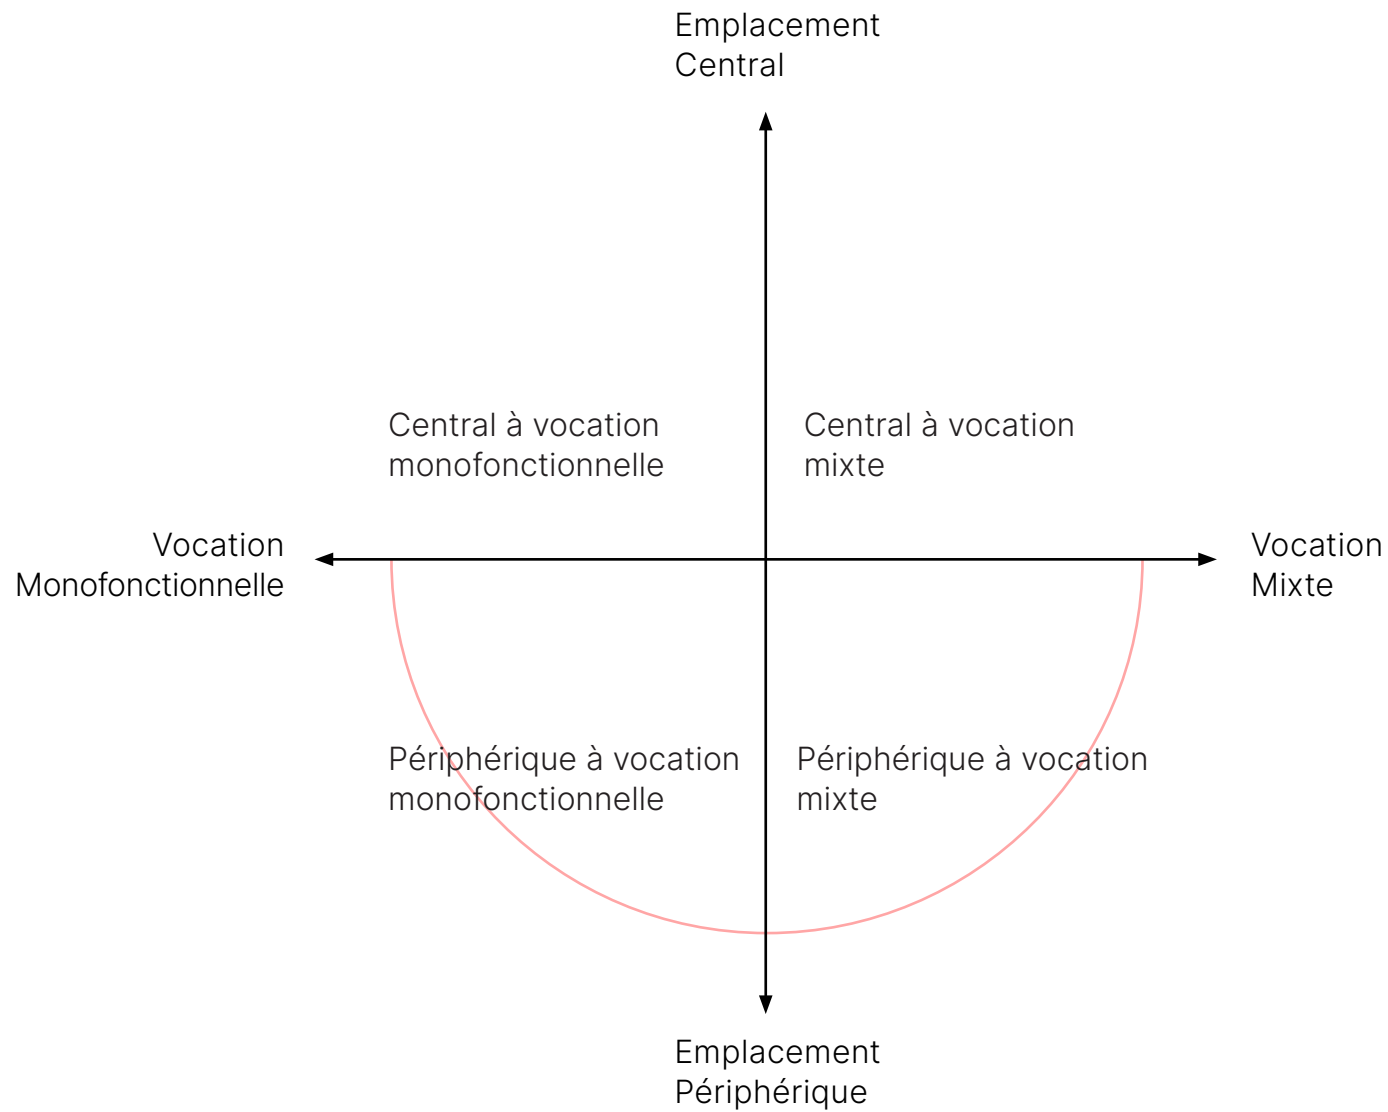 Emplacement
Central
Central à vocation
monofonctionnelle
Central à vocation
mixte
Vocation
Monofonctionnelle
Vocation
Mixte
Périphérique à vocation
monofonctionnelle
Périphérique à vocation
mixte
Emplacement
Périphérique